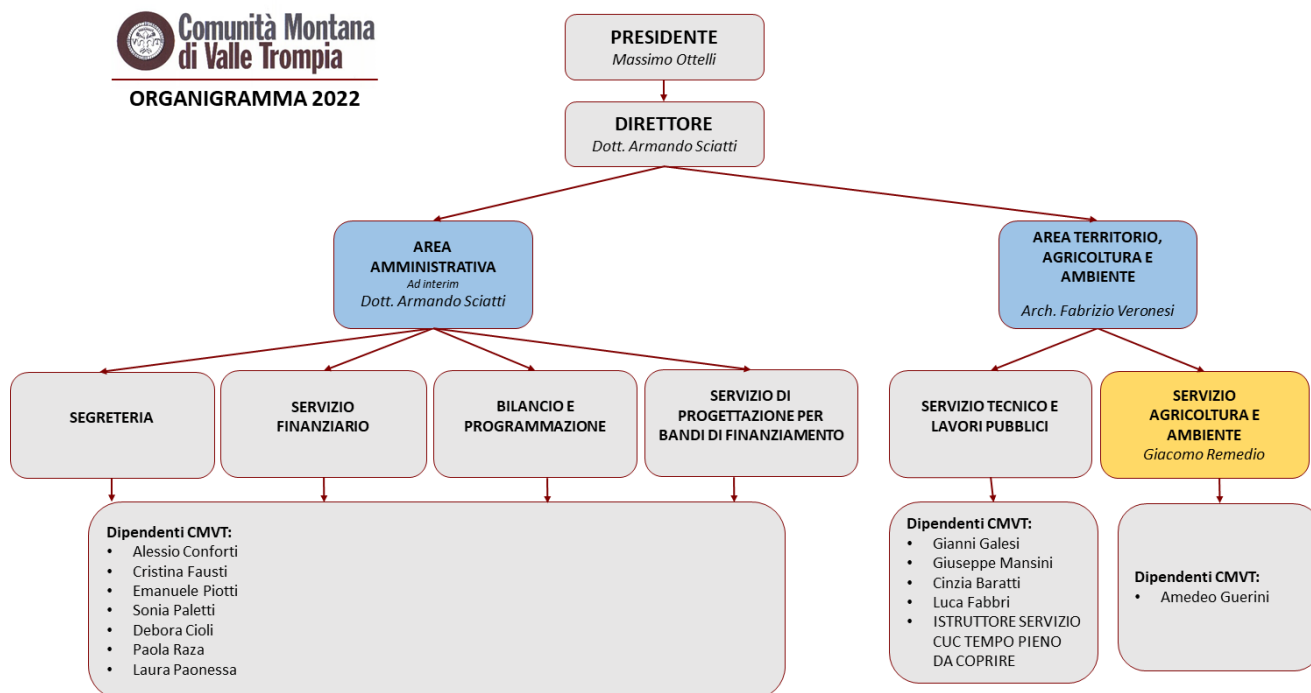 Comunità Montana
di Valle Trompia
ORGANIGRAMMA 2022
PRESIDENTE
Massimo Ottelli
DIRETTORE
Dott. Armando Sciatti
AREA
AMMINISTRATIVA
Ad interim
Dott. Armando Sciatti
AREA TERRITORIO,
AGRICOLTURA E
AMBIENTE
Arch. Fabrizio Veronesi
SEGRETERIA
SERVIZIO
FINANZIARIO
BILANCIO E
PROGRAMMAZIONE
SERVIZIO DI
PROGETTAZIONE PER
BANDI DI FINANZIAMENTO
SERVIZIO TECNICO E
LAVORI PUBBLICI
SERVIZIO
AGRICOLTURA E
AMBIENTE
Giacomo Remedio
Dipendenti CMVT:
• Alessio Conforti
• Cristina Fausti
• Emanuele Piotti
• Sonia Paletti
• Debora Cioli
• Paola Raza
• Laura Paonessa
Dipendenti CMVT:
• Gianni Galesi
• Giuseppe Mansini
• Cinzia Baratti
• Luca Fabbri
• ISTRUTTORE SERVIZIO
CUC TEMPO PIENO
DA COPRIRE
Dipendenti CMVT:
• Amedeo Guerini